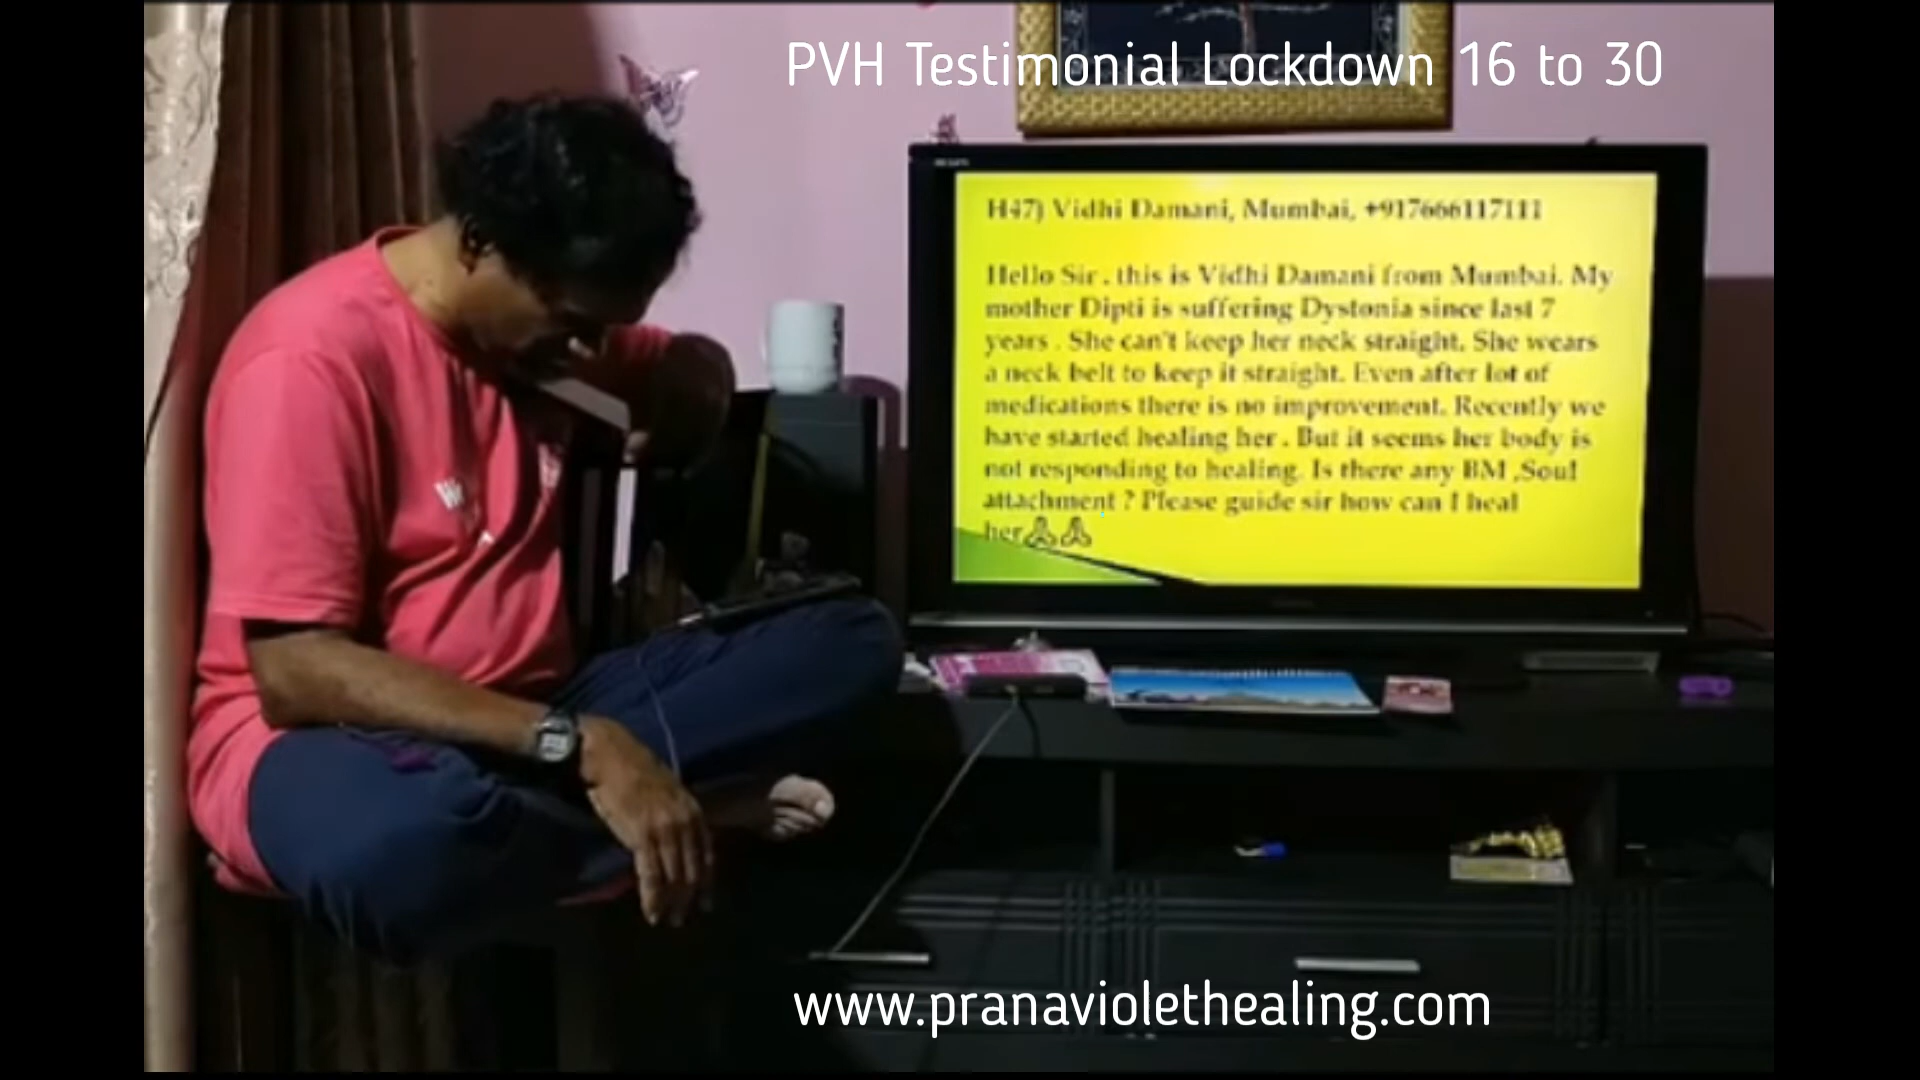 PVH Testimonial Lockdown 16 to 30
H47) Vidhi Damani, Mumbai, +917666117111
Hello Sir , this is Vidhi Damani from Mumbai. My
mother Dipti is suffering Dystonia since last 7
years . She can't keep her neck straight. She wears
a neck belt to keep it straight. Even after lot of
medications there is no improvement. Recently we
have started healing her . But it seems her body is
not responding to healing. Is there any BM ,Soul
attachment ? Please guide sir how can I heal
her🙏🙏
www.pranaviolethealing.com